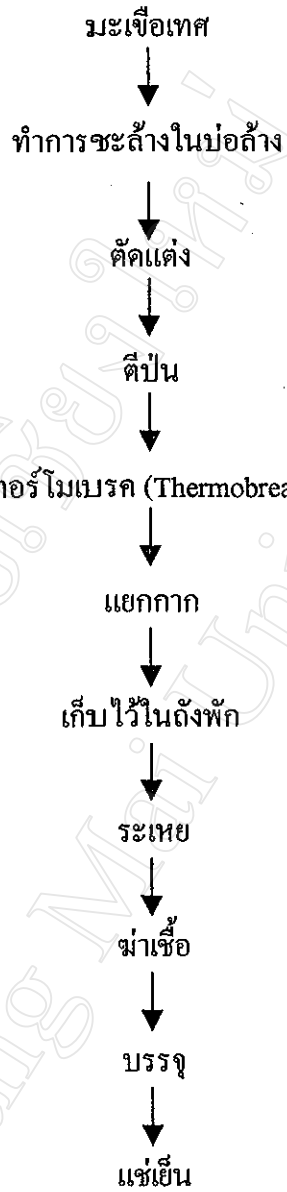 มะเขือเทศ
ทำการชะล้างในบ่อล้าง
ตัดแต่ง
ตีป่น
อร์โมเบรค (Thermobrea
แยกกาก
เก็บไว้ในถังพัก
ระเหย
ฆ่าเชื้อ
บรรจุ
แช่เย็น